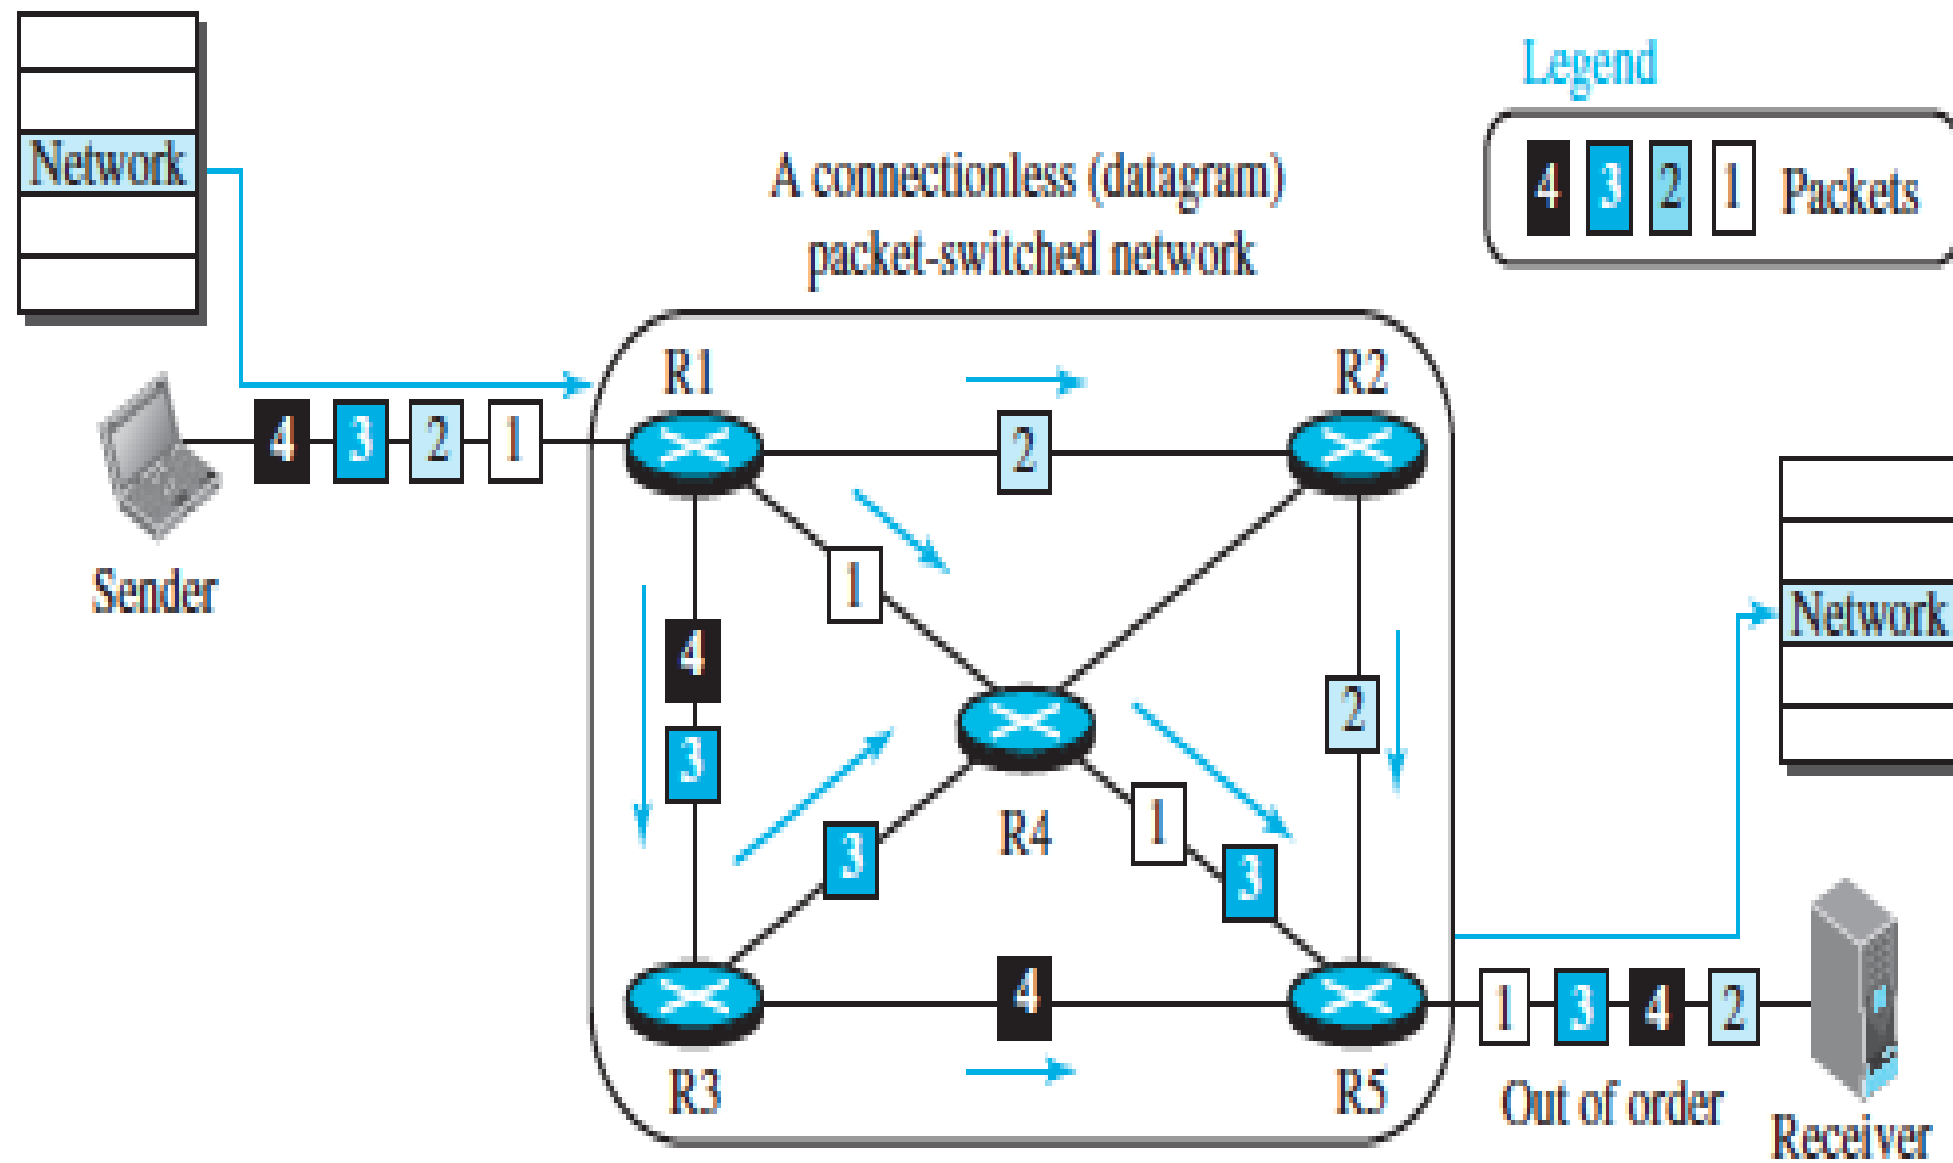 Legend
4 3 2 1 Packets
Network
A connectionless (datagram)
packet-switched network
R1
R2
4 3 2 1
2
Sender
1
4
3
2
Network
R4
3
1
3
4
R3
R5
1 3 4 2
Out of order
Receiver